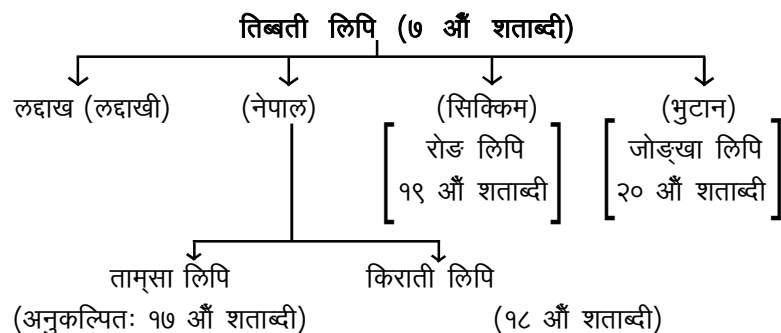 तिब्बती लिपि (७ औँ शताब्दी)
लद्दाख (लद्दाखी) (नेपाल) (सिक्किम) (भुटान)
रोङ लिपि जोङ्खा लिपि
१९ औँ शताब्दी २० औँ शताब्दी
ताम्सा लिपि किराती लिपि
(अनुकल्पितः १७ औँ शताब्दी) (१८ औँ शताब्दी)